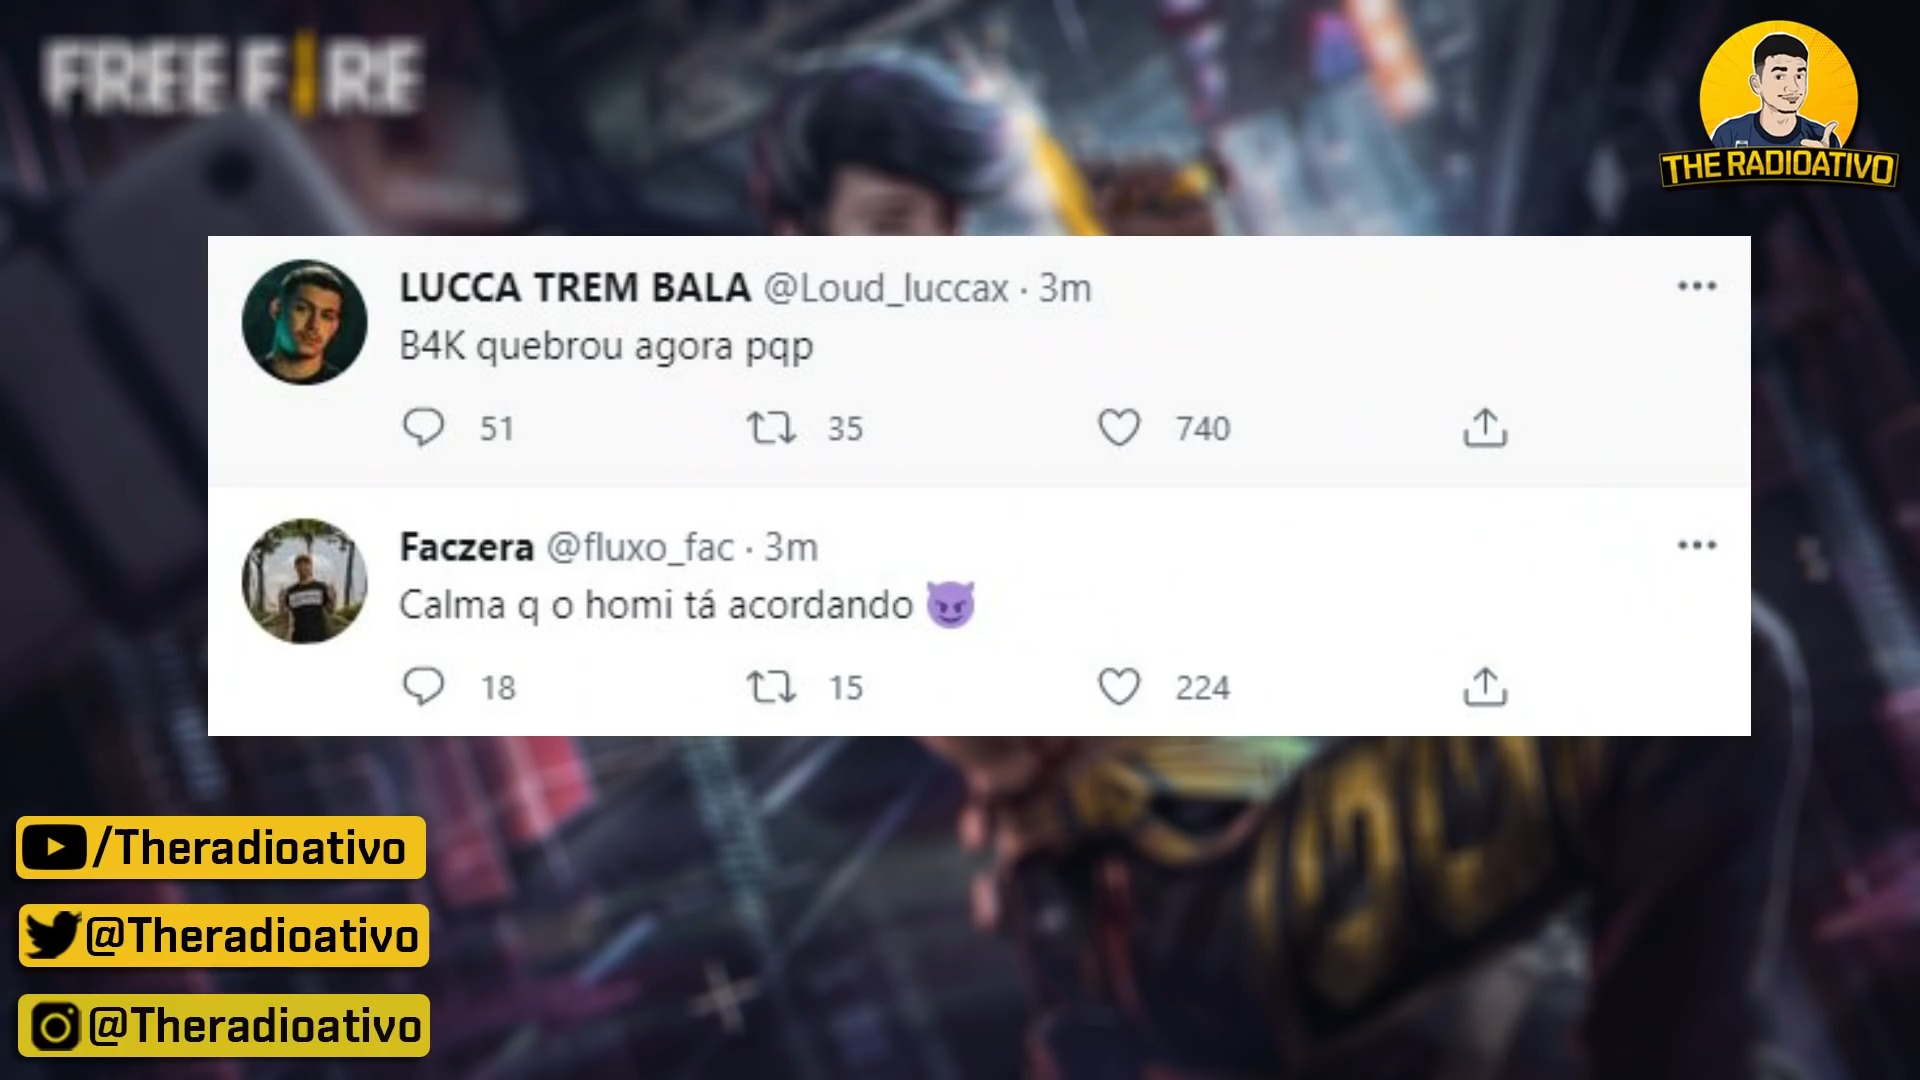 FREE FIRE
THE RADIOATIVO
LUCCA TREM BALA @Loud_luccax · 3m
B4K quebrou agora pqp
51 35 740
Faczera @fluxo_fac · 3m
Calma q o homi tá acordando 😈
18 15 224
/Theradioativo
@Theradioativo
@Theradioativo